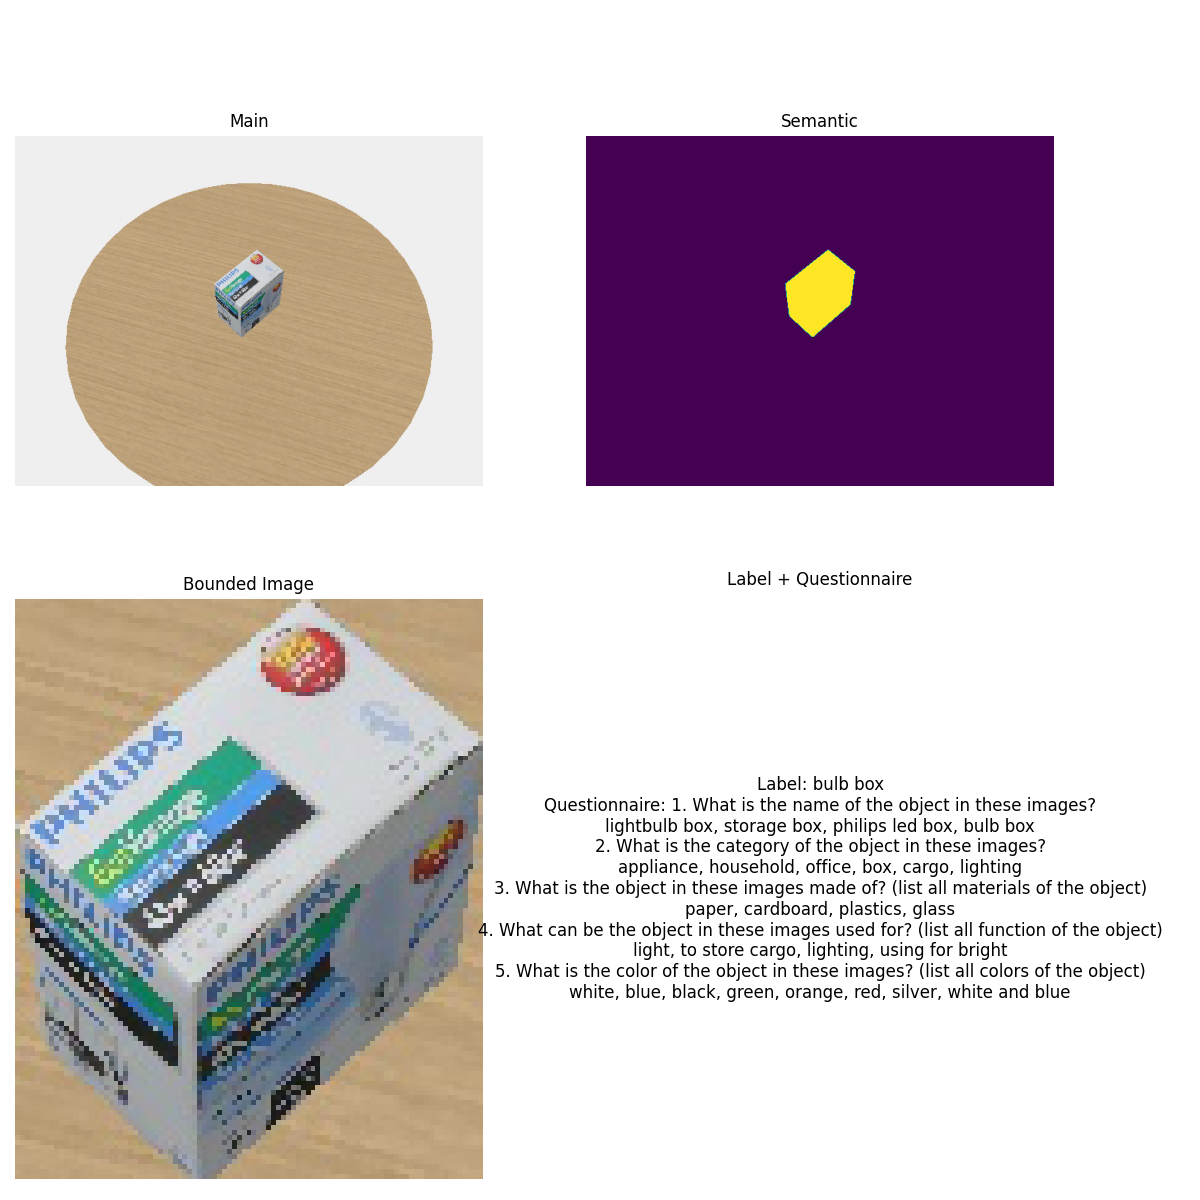 Main
Semantic
PHILIPS
Bounded Image
Label + Questionnaire
PHILIPS
PHILIPS
PHILIPS
Label: bulb box
Questionnaire: 1. What is the name of the object in these images?
lightbulb box, storage box, philips led box, bulb box
2. What is the category of the object in these images?
appliance, household, office, box, cargo, lighting
3. What is the object in these images made of? (list all materials of the object)
paper, cardboard, plastics, glass
4. What can be the object in these images used for? (list all function of the object)
light, to store cargo, lighting, using for bright
5. What is the color of the object in these images? (list all colors of the object)
white, blue, black, green, orange, red, silver, white and blue